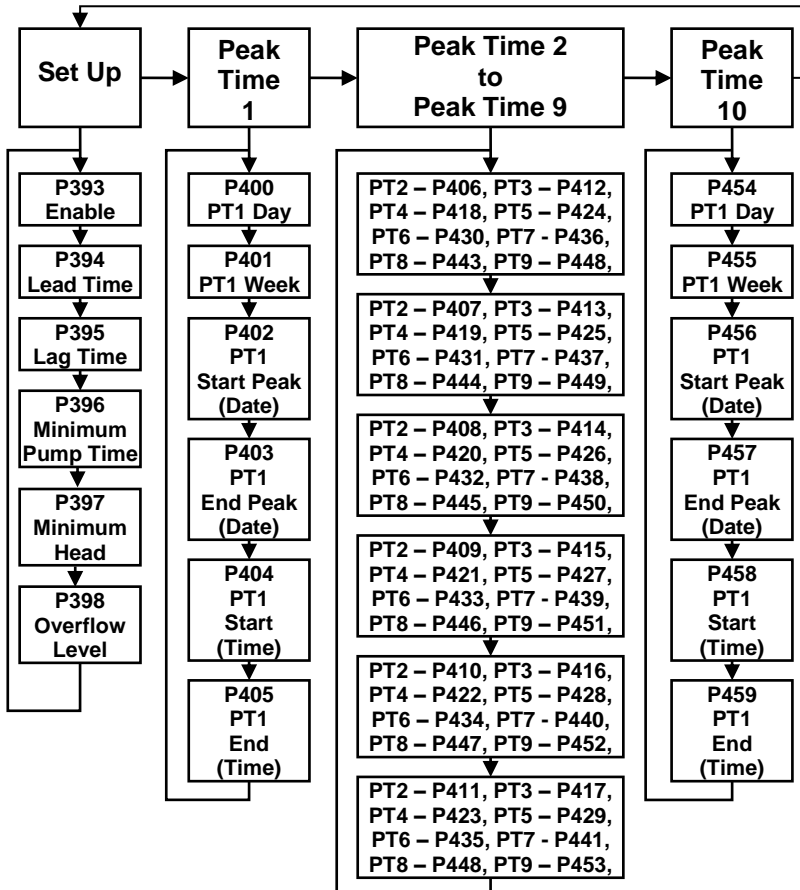 Set Up
Peak
Time
1
Peak Time 2
to
Peak Time 9
Peak
Time
10
P393
Enable
P394
Lead Time
P395
Lag Time
P396
Minimum
Pump Time
P397
Minimum
Head
P398
Overflow
Level
P400
PT1 Day
P401
PT1 Week
P402
PT1
Start Peak
(Date)
P403
PT1
End Peak
(Date)
P404
PT1
Start
(Time)
P405
PT1
End
(Time)
PT2 – P406, PT3 – P412,
PT4 – P418, PT5 – P424,
PT6 – P430, PT7 - P436,
PT8 – P443, PT9 – P448,
PT2 – P407, PT3 – P413,
PT4 – P419, PT5 – P425,
PT6 – P431, PT7 - P437,
PT8 – P444, PT9 – P449,
PT2 – P408, PT3 – P414,
PT4 – P420, PT5 – P426,
PT6 – P432, PT7 - P438,
PT8 – P445, PT9 – P450,
PT2 – P409, PT3 – P415,
PT4 – P421, PT5 – P427,
PT6 – P433, PT7 - P439,
PT8 – P446, PT9 – P451,
PT2 – P410, PT3 – P416,
PT4 – P422, PT5 – P428,
PT6 – P434, PT7 - P440,
PT8 – P447, PT9 – P452,
PT2 – P411, PT3 – P417,
PT4 – P423, PT5 – P429,
PT6 – P435, PT7 - P441,
PT8 – P448, PT9 – P453,
P454
PT1 Day
P455
PT1 Week
P456
PT1
Start Peak
(Date)
P457
PT1
End Peak
(Date)
P458
PT1
Start
(Time)
P459
PT1
End
(Time)